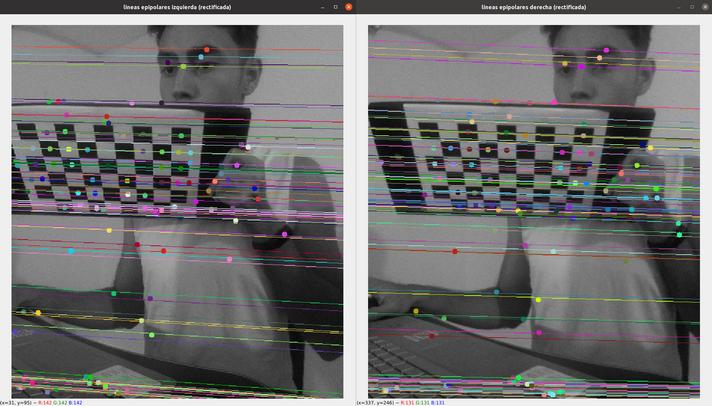 lineas epipolares izquierda (rectificada)
lineas epipolares derecha (rectificada)
(x=31, y=95) ~ R:142 G:142 B:142
(x=337, y=246) ~ R:131 G:131 B:131